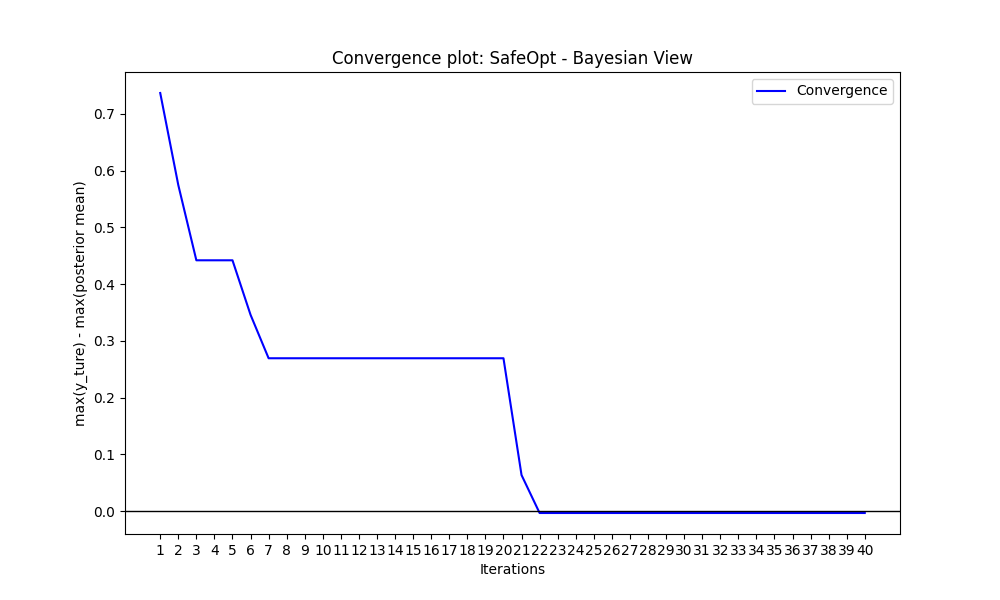 Convergence plot: SafeOpt - Bayesian View
Convergence
max(y_ture) - max(posterior mean)
0.7
0.6
0.5
0.4
0.3
0.2
0.1
0.0
1 2 3 4 5 6 7 8 9 10 11 12 13 14 15 16 17 18 19 20 21 22 23 24 25 26 27 28 29 30 31 32 33 34 35 36 37 38 39 40
Iterations